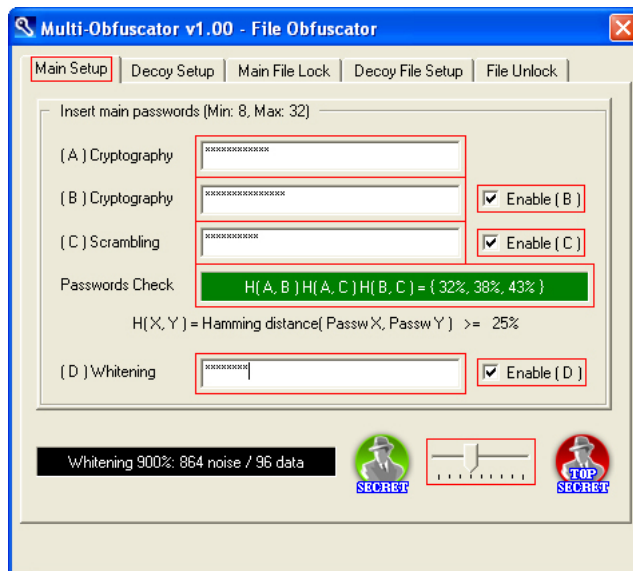 Multi-Obfuscator v1.00 - File Obfuscator
Main Setup Decoy Setup Main File Lock Decoy File Setup File Unlock
Insert main passwords (Min: 8, Max: 32)
( A ) Cryptography ************
( B ) Cryptography *************** Enable ( B )
( C ) Scrambling ********** Enable ( C )
Passwords Check H( A, B ) H( A, C ) H( B, C ) = { 32%, 38%, 43% }
H( X, Y ) = Hamming distance( Passw X, Passw Y ) >= 25%
( D ) Whitening ******** Enable ( D )
Whitening 900%: 864 noise / 96 data
SECRET
TOP
SECRET